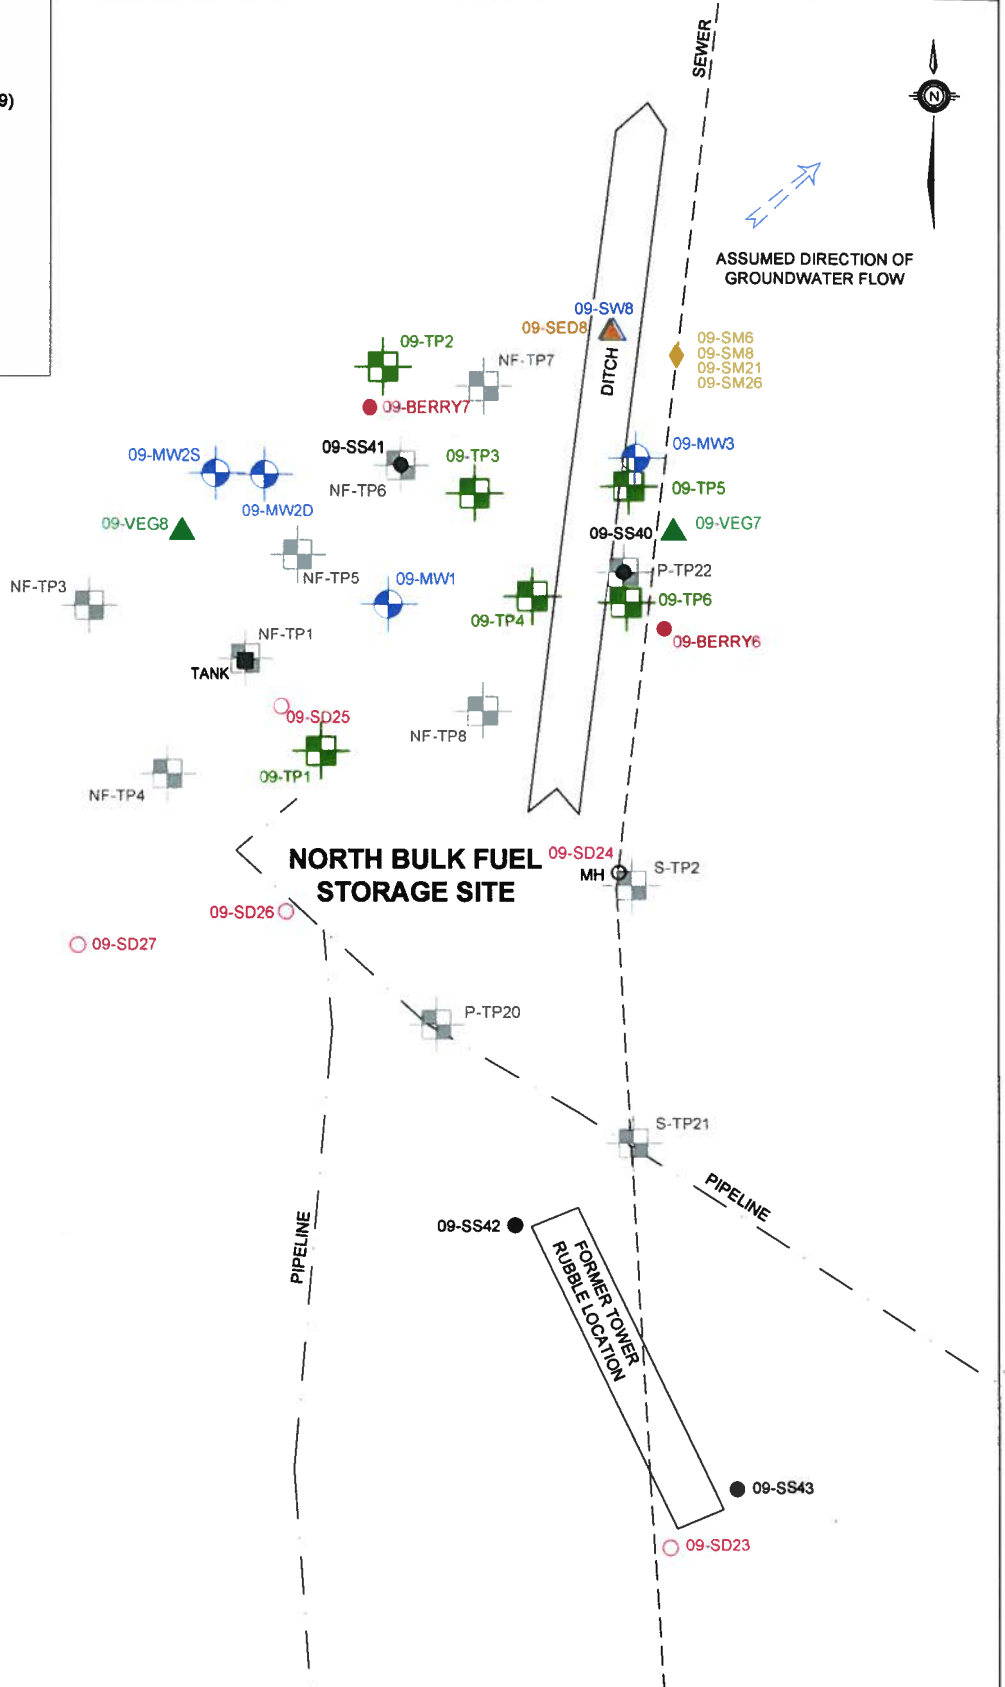 9)
SEWER
N
ASSUMED DIRECTION OF
GROUNDWATER FLOW
09-SW8
09-SED8
DITCH
09-SM6
09-SM8
09-SM21
09-SM26
09-TP2
NF-TP7
09-BERRY7
09-SS41
09-TP3
09-MW3
09-MW2S
NF-TP6
09-TP5
09-MW2D
09-VEG8
09-SS40
09-VEG7
NF-TP5
P-TP22
NF-TP3
09-MW1
09-TP4
09-TP6
NF-TP1
09-BERRY6
TANK
09-SD25
NF-TP8
09-TP1
NF-TP4
NORTH BULK FUEL
STORAGE SITE
09-SD24
MH
S-TP2
09-SD26
09-SD27
P-TP20
S-TP21
PIPELINE
PIPELINE
09-SS42
FORMER TOWER
RUBBLE LOCATION
09-SS43
09-SD23